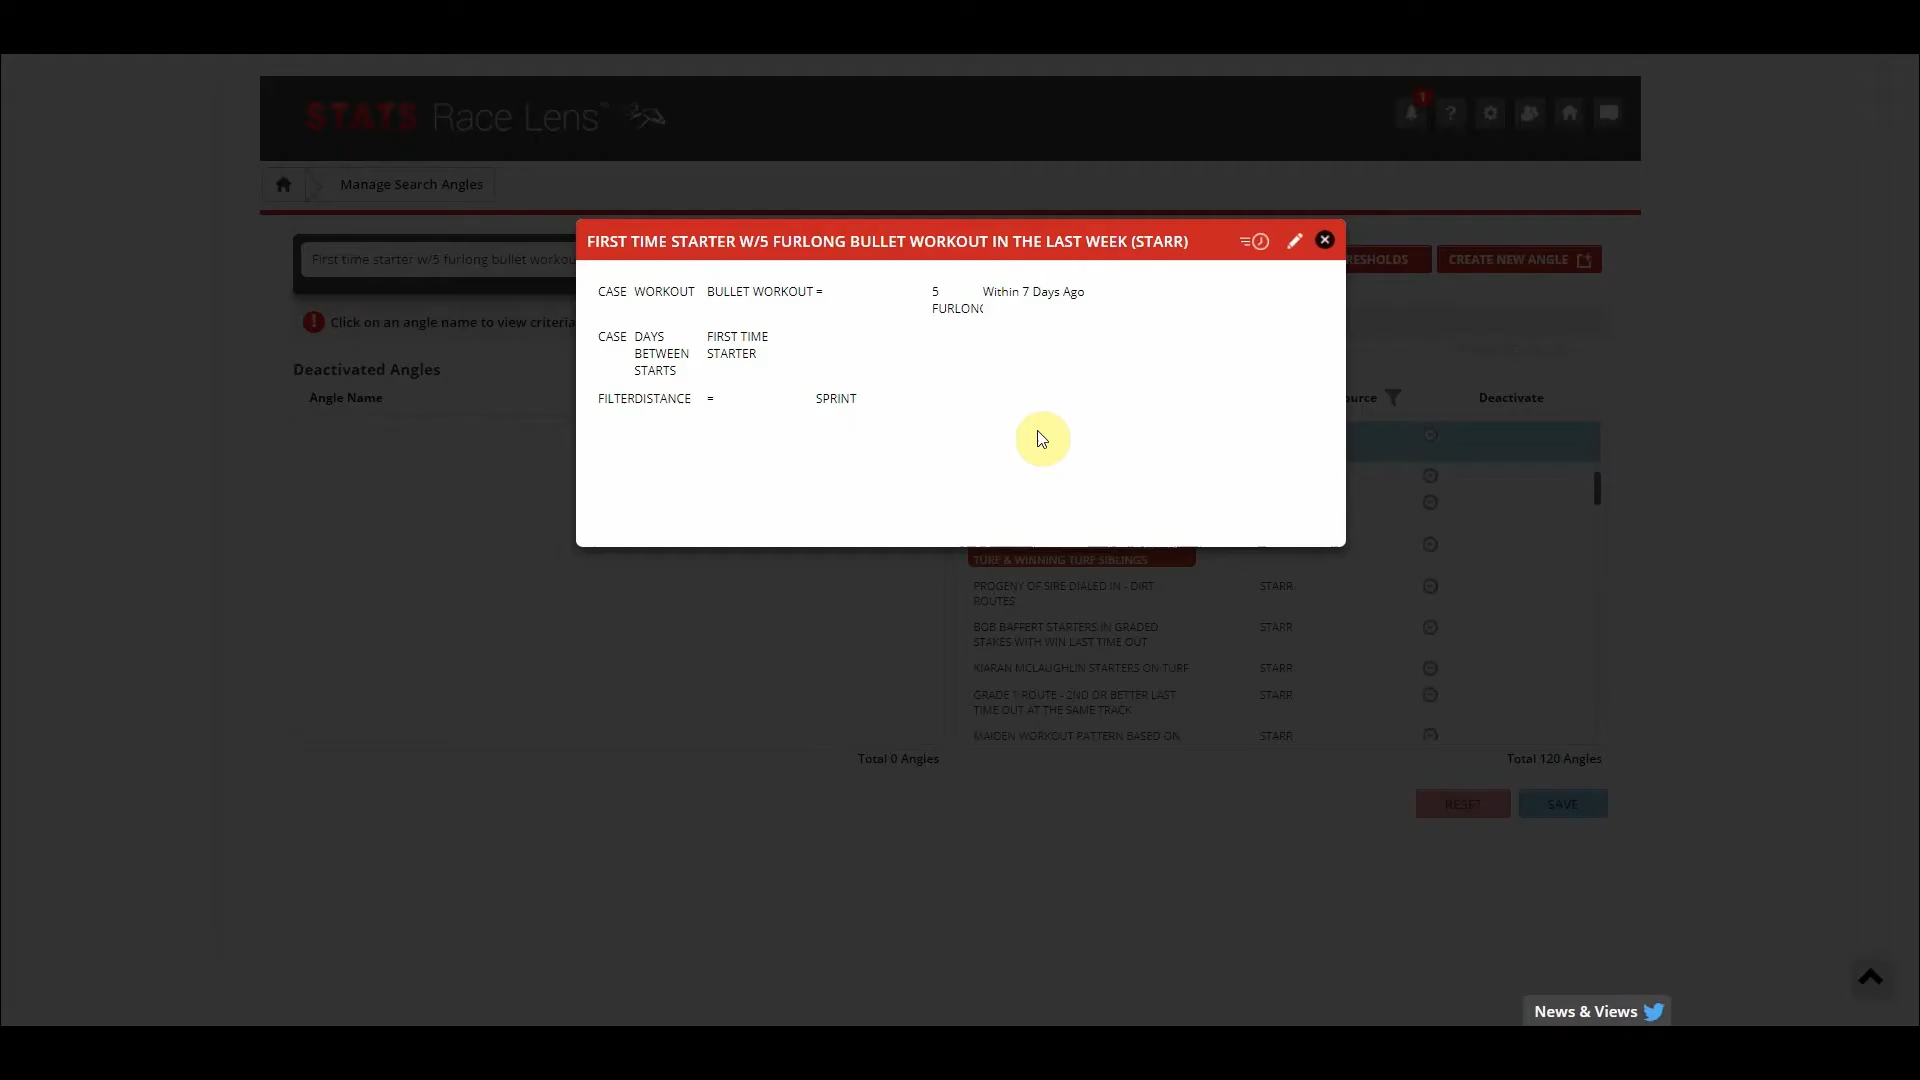 STATS Race Lens™
1
?
Manage Search Angles
FIRST TIME STARTER W/5 FURLONG BULLET WORKOUT IN THE LAST WEEK (STARR)
First time starter w/5 furlong bullet workou
RESHOLDS
CREATE NEW ANGLE
CASE WORKOUT BULLET WORKOUT = 5 Within 7 Days Ago
FURLONG
Click on an angle name to view criteria
CASE DAYS FIRST TIME
BETWEEN STARTER
STARTS
Deactivated Angles
FILTERDISTANCE = SPRINT
Angle Name
ource
Deactivate
TURF & WINNING TURF SIBLINGS
PROGENY OF SIRE DIALED IN - DIRT STARR
ROUTES
BOB BAFFERT STARTERS IN GRADED STARR
STAKES WITH WIN LAST TIME OUT
KIARAN MCLAUGHLIN STARTERS ON TURF STARR
GRADE 1 ROUTE - 2ND OR BETTER LAST STARR
TIME OUT AT THE SAME TRACK
MAIDEN WORKOUT PATTERN BASED ON STARR
Total 0 Angles
Total 120 Angles
RESET
SAVE
News & Views